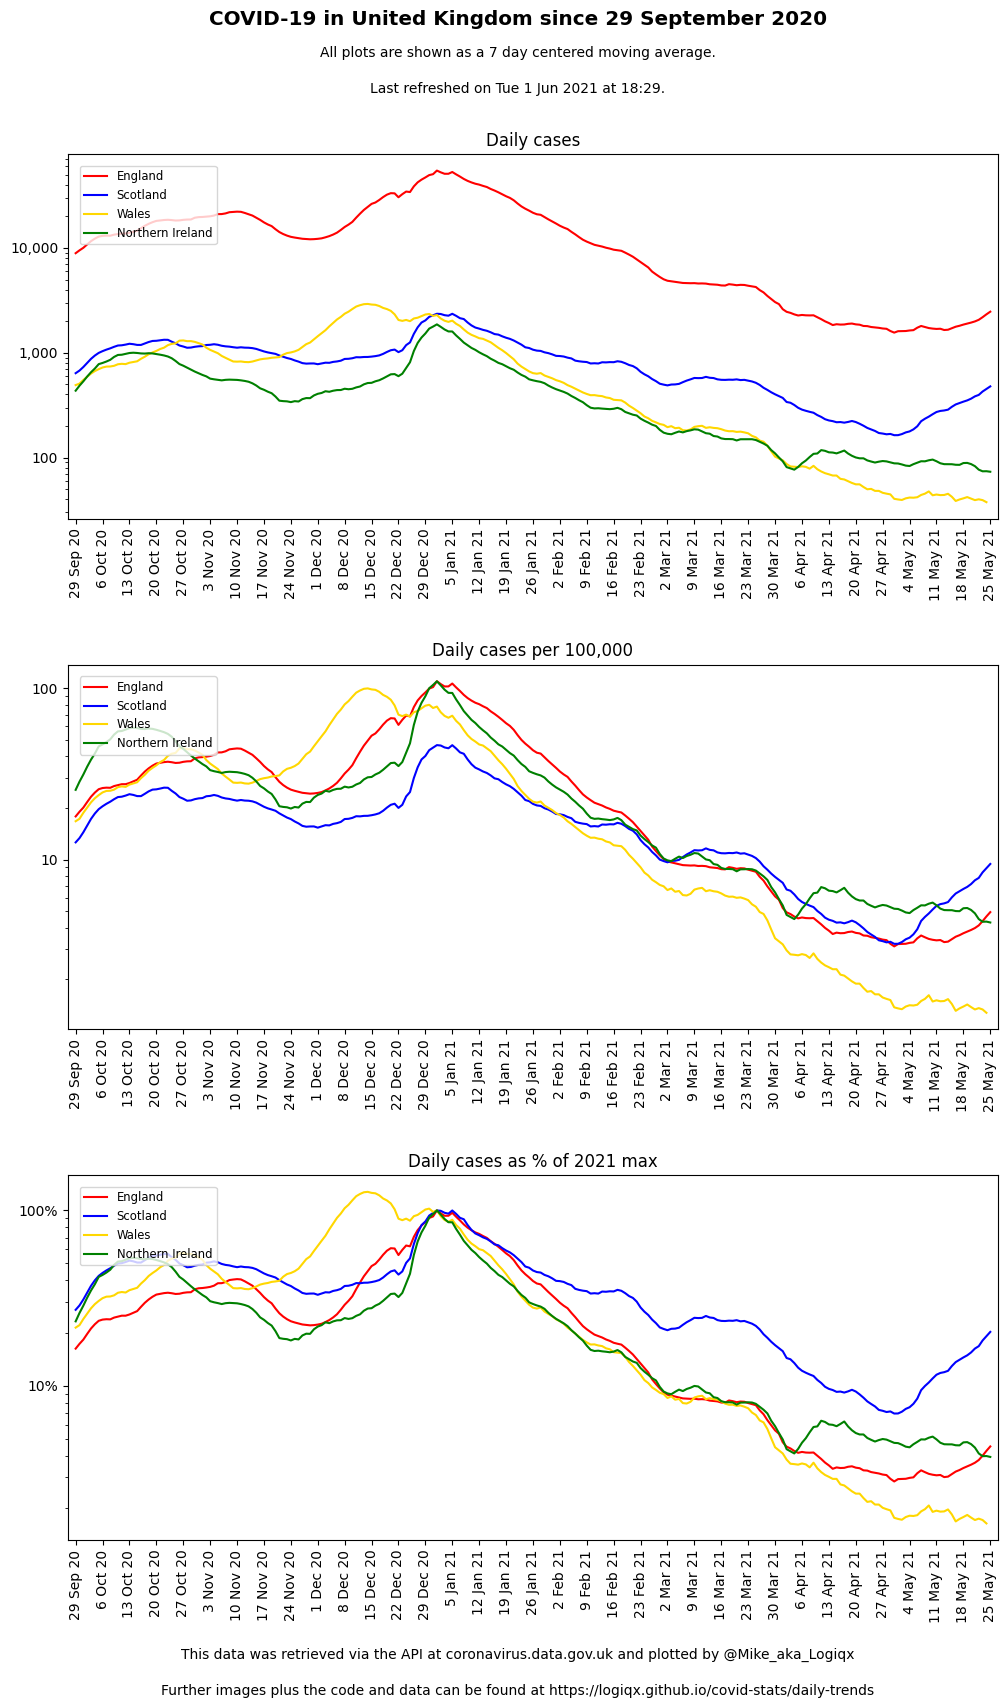 COVID-19 in United Kingdom since 29 September 2020
All plots are shown as a 7 day centered moving average.
Last refreshed on Tue 1 Jun 2021 at 18:29.
Daily cases
England
Scotland
Wales
Northern Ireland
10,000
1,000
100
29 Sep 20
6 Oct 20
13 Oct 20
20 Oct 20
27 Oct 20
3 Nov 20
10 Nov 20
17 Nov 20
24 Nov 20
1 Dec 20
8 Dec 20
15 Dec 20
22 Dec 20
29 Dec 20
5 Jan 21
12 Jan 21
19 Jan 21
26 Jan 21
2 Feb 21
9 Feb 21
16 Feb 21
23 Feb 21
2 Mar 21
9 Mar 21
16 Mar 21
23 Mar 21
30 Mar 21
6 Apr 21
13 Apr 21
20 Apr 21
27 Apr 21
4 May 21
11 May 21
18 May 21
25 May 21
Daily cases per 100,000
England
Scotland
Wales
Northern Ireland
100
10
29 Sep 20
6 Oct 20
13 Oct 20
20 Oct 20
27 Oct 20
3 Nov 20
10 Nov 20
17 Nov 20
24 Nov 20
1 Dec 20
8 Dec 20
15 Dec 20
22 Dec 20
29 Dec 20
5 Jan 21
12 Jan 21
19 Jan 21
26 Jan 21
2 Feb 21
9 Feb 21
16 Feb 21
23 Feb 21
2 Mar 21
9 Mar 21
16 Mar 21
23 Mar 21
30 Mar 21
6 Apr 21
13 Apr 21
20 Apr 21
27 Apr 21
4 May 21
11 May 21
18 May 21
25 May 21
Daily cases as % of 2021 max
England
Scotland
Wales
Northern Ireland
100%
10%
29 Sep 20
6 Oct 20
13 Oct 20
20 Oct 20
27 Oct 20
3 Nov 20
10 Nov 20
17 Nov 20
24 Nov 20
1 Dec 20
8 Dec 20
15 Dec 20
22 Dec 20
29 Dec 20
5 Jan 21
12 Jan 21
19 Jan 21
26 Jan 21
2 Feb 21
9 Feb 21
16 Feb 21
23 Feb 21
2 Mar 21
9 Mar 21
16 Mar 21
23 Mar 21
30 Mar 21
6 Apr 21
13 Apr 21
20 Apr 21
27 Apr 21
4 May 21
11 May 21
18 May 21
25 May 21
This data was retrieved via the API at coronavirus.data.gov.uk and plotted by @Mike_aka_Logiqx
Further images plus the code and data can be found at https://logiqx.github.io/covid-stats/daily-trends